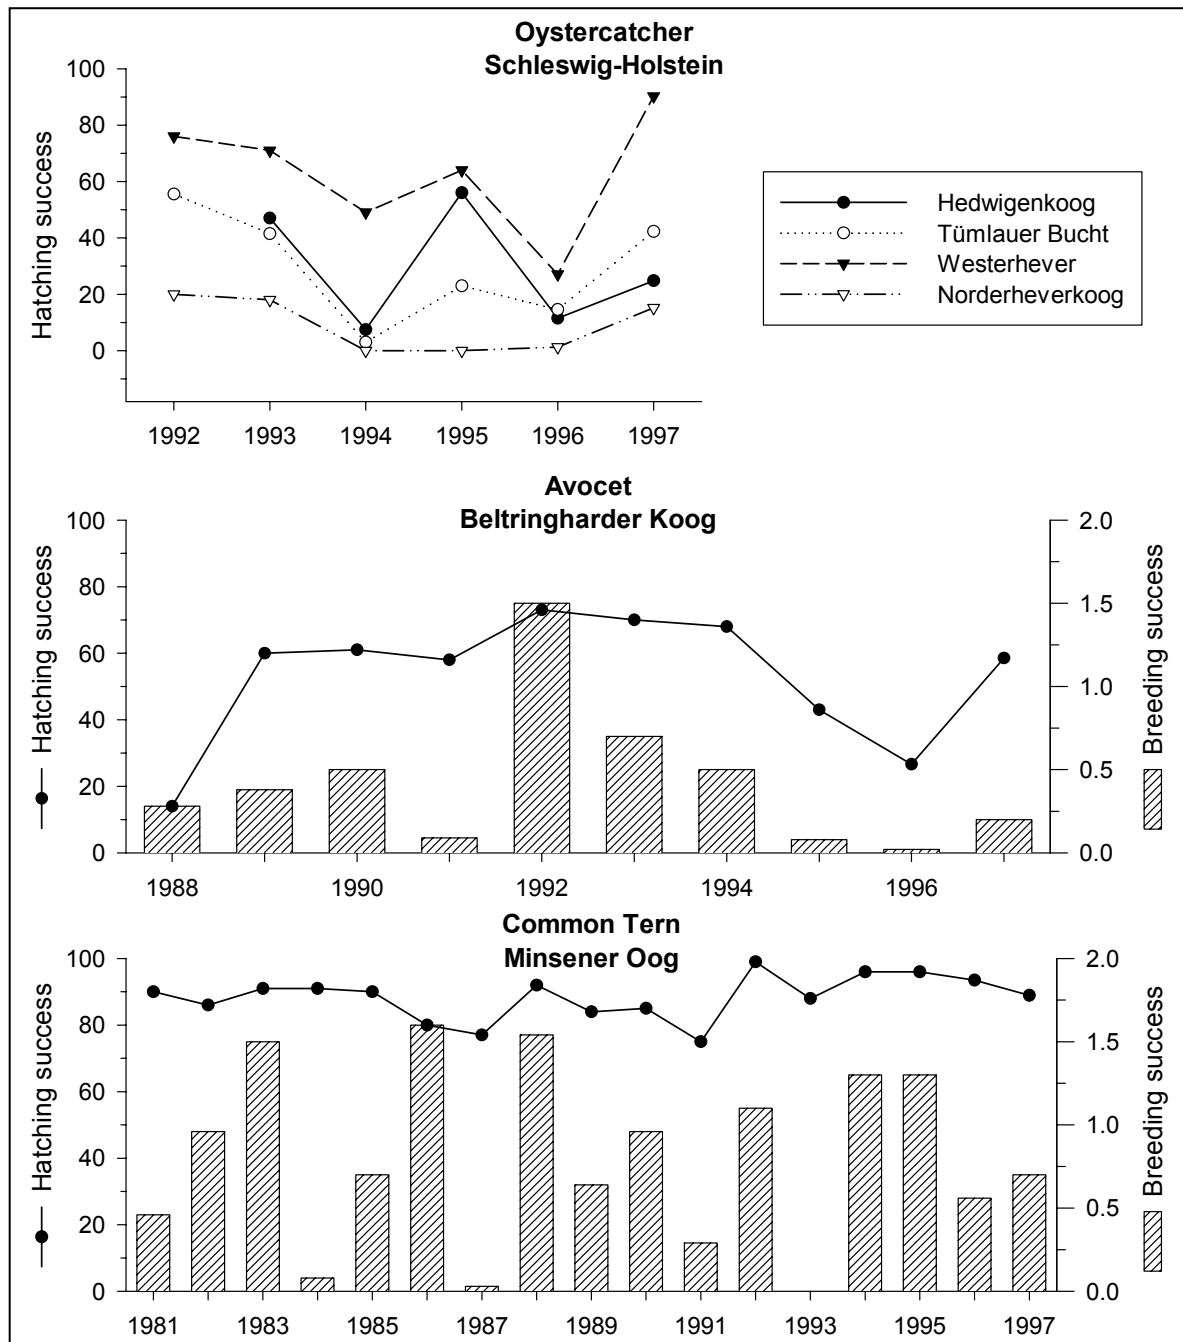 Oystercatcher
Schleswig-Holstein
100
80
60
40
20
0
Hatching success
1992 1993 1994 1995 1996 1997
Hedwigenkoog
Tümlauer Bucht
Westerhever
Norderheverkoog
Avocet
Beltringharder Koog
100
80
60
40
20
0
Hatching success
2.0
1.5
1.0
0.5
0.0
Breeding success
1988 1990 1992 1994 1996
Common Tern
Minsener Oog
100
80
60
40
20
0
Hatching success
2.0
1.5
1.0
0.5
0.0
Breeding success
1981 1983 1985 1987 1989 1991 1993 1995 1997